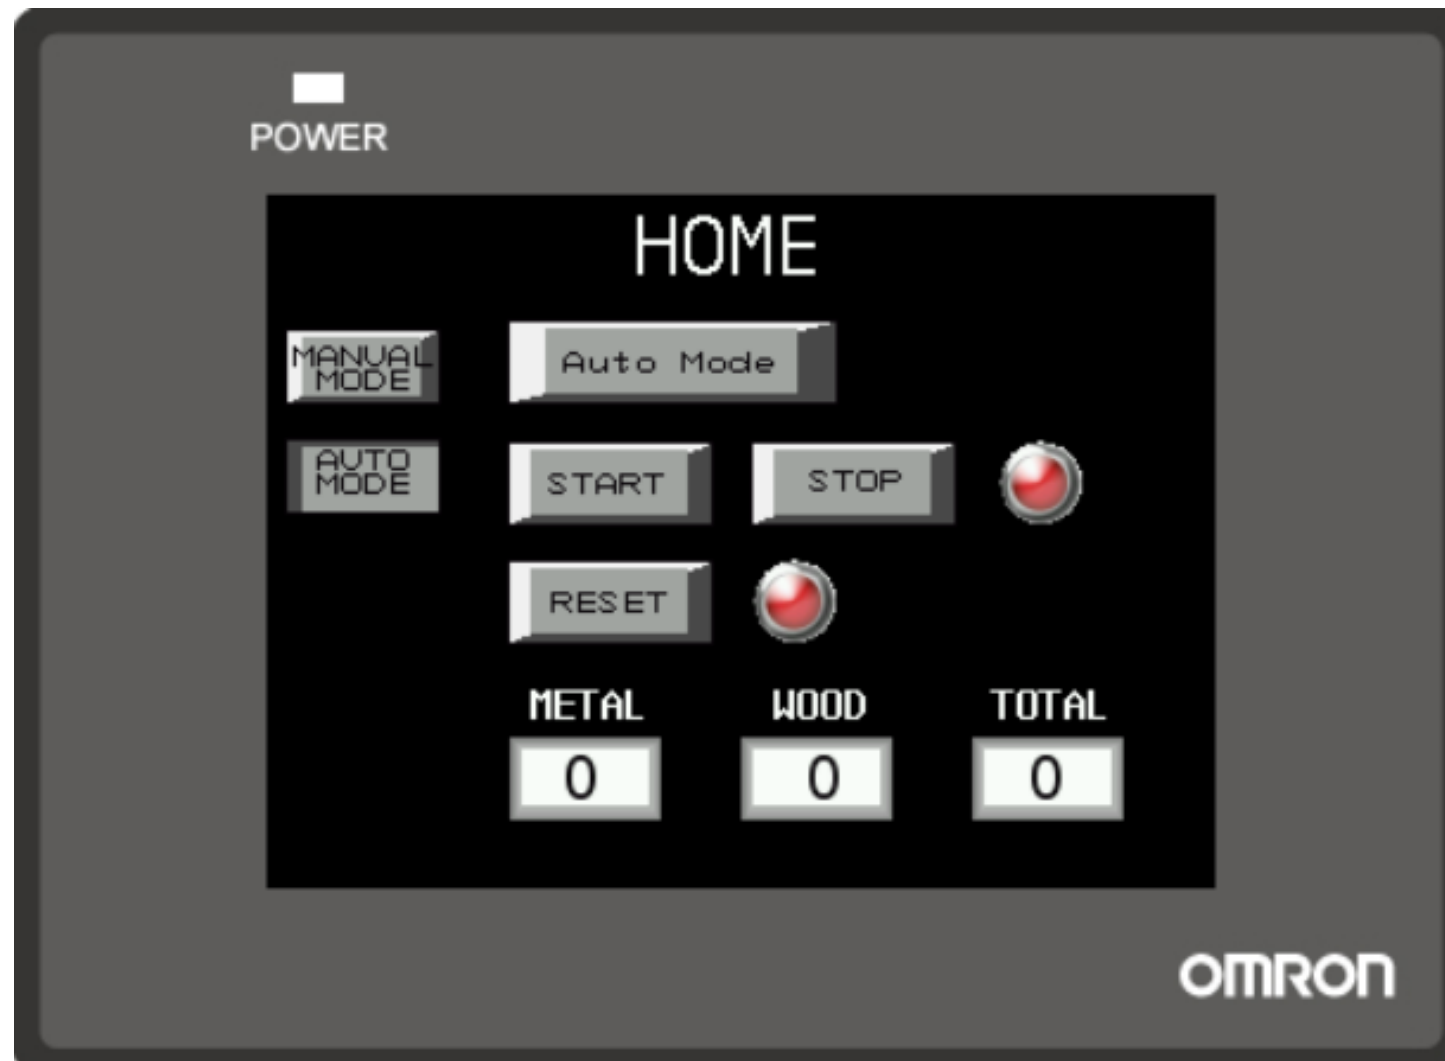 POWER
HOME
MANUAL
MODE
Auto Mode
AUTO
MODE
START
STOP
RESET
METAL
WOOD
TOTAL
0
0
0
OMRON